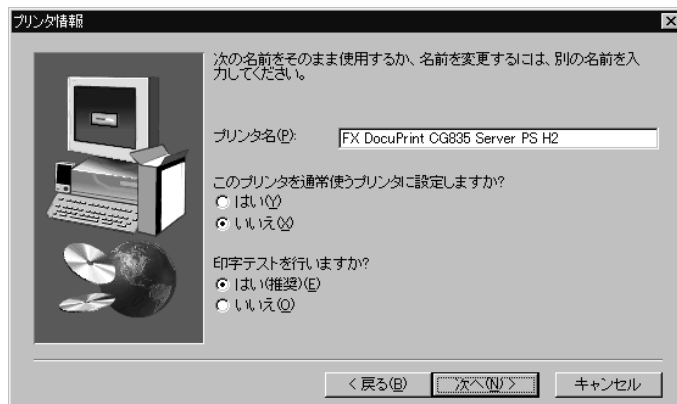 プリンタ情報
次の名前をそのまま使用するか、名前を変更するには、別の名前を入
力してください。
プリンタ名(P):
FX DocuPrint CG835 Server PS H2
このプリンタを通常使うプリンタに設定しますか?
はい(Y)
いいえ(X)
印字テストを行いますか?
はい(推奨)(E)
いいえ(O)
< 戻る(B)
次へ(N) >
キャンセル